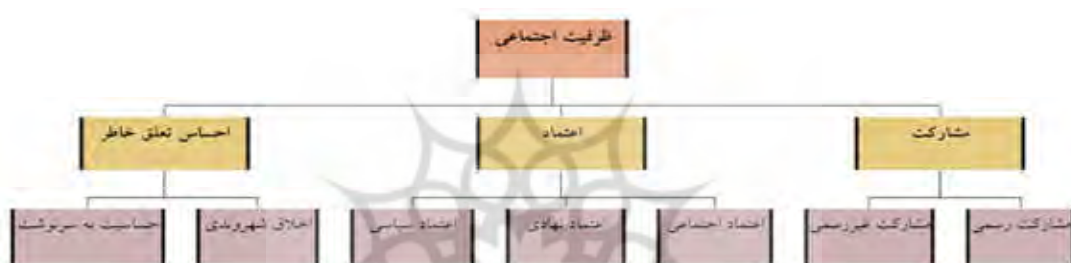 ظرفیت اجتماعی
مشارکت
اعتماد
احساس تعلق خاطر
مشارکت رسمی
مشارکت غیررسمی
اعتماد اجتماعی
اعتماد نهادی
اعتماد سیاسی
اخلاق شهروندی
حساسیت به سرنوشت